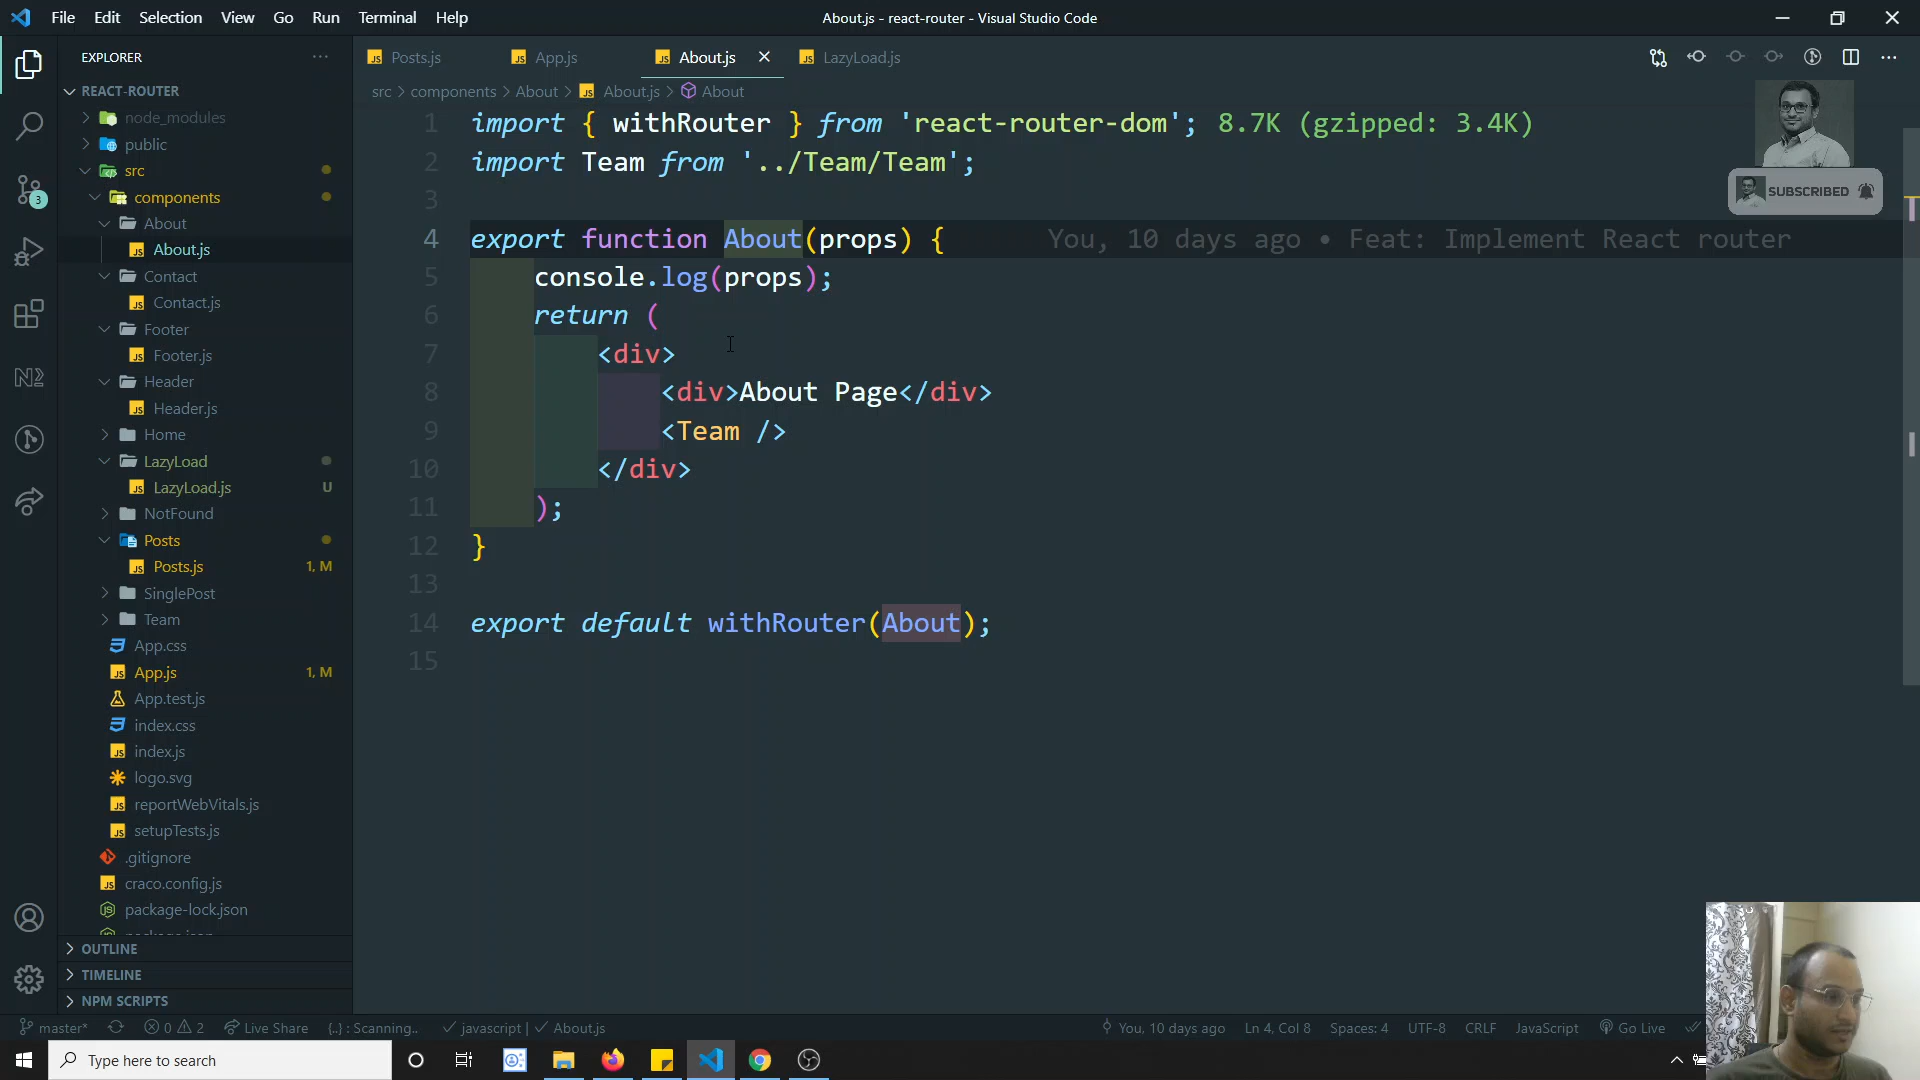 File Edit Selection View Go Run Terminal Help
About.js - react-router - Visual Studio Code
EXPLORER
REACT-ROUTER
node_modules
public
src
components
About
About.js
Contact
Contact.js
Footer
Footer.js
Header
Header.js
Home
LazyLoad
LazyLoad.js U
NotFound
Posts
Posts.js 1, M
SinglePost
Team
App.css
App.js 1, M
App.test.js
index.css
index.js
logo.svg
reportWebVitals.js
setupTests.js
.gitignore
craco.config.js
package-lock.json
OUTLINE
TIMELINE
NPM SCRIPTS
3
Posts.js App.js About.js LazyLoad.js
src > components > About > About.js > About
1 import { withRouter } from 'react-router-dom'; 8.7K (gzipped: 3.4K)
2 import Team from '../Team/Team';
3
4 export function About(props) { You, 10 days ago • Feat: Implement React router
5 console.log(props);
6 return (
7 <div>
8 <div>About Page</div>
9 <Team />
10 </div>
11 );
12 }
13
14 export default withRouter(About);
15
SUBSCRIBED
master* 0 2 Live Share {..} : Scanning.. javascript | About.js
You, 10 days ago Ln 4, Col 8 Spaces: 4 UTF-8 CRLF JavaScript Go Live
Type here to search